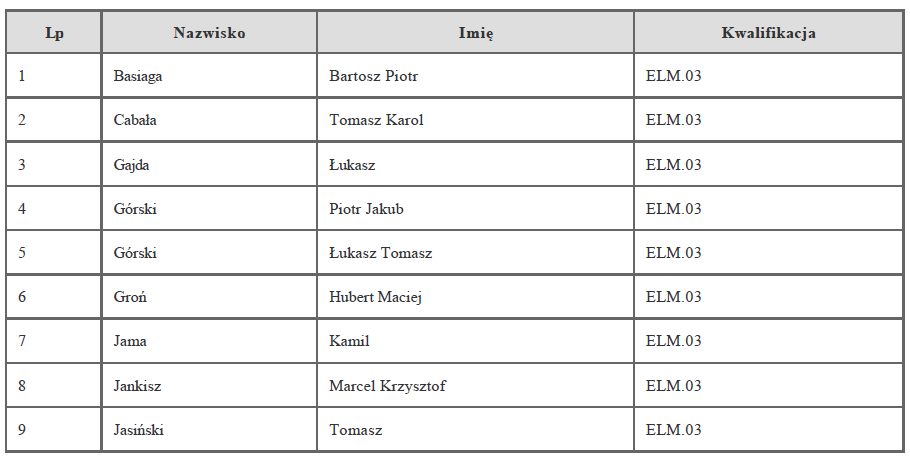 Lp Nazwisko Imię Kwalifikacja
1 Basiaga Bartosz Piotr ELM.03
2 Cabała Tomasz Karol ELM.03
3 Gajda Łukasz ELM.03
4 Górski Piotr Jakub ELM.03
5 Górski Łukasz Tomasz ELM.03
6 Groń Hubert Maciej ELM.03
7 Jama Kamil ELM.03
8 Jankisz Marcel Krzysztof ELM.03
9 Jasiński Tomasz ELM.03